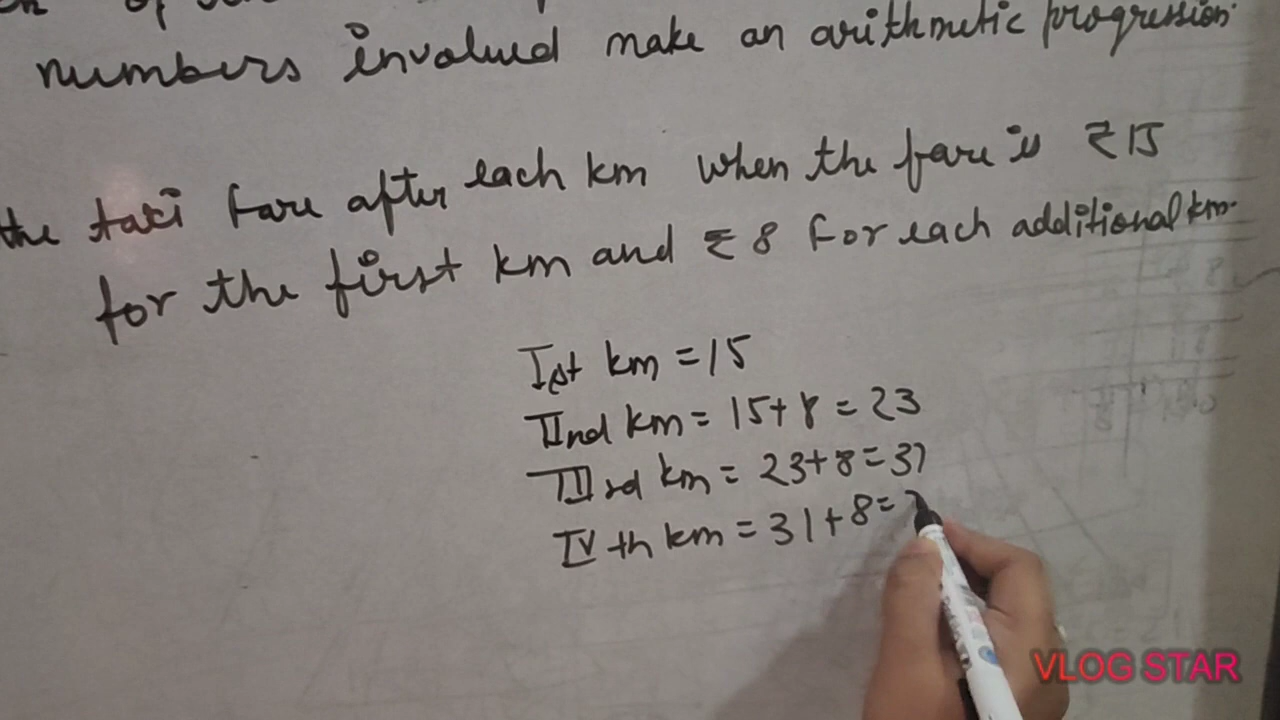 of
numbers involued make an arithmetic progression.
the taxi fare after each km when the fare is ₹ 15
for the first km and ₹ 8 for each additional km.
Ist km = 15
IInd km = 15+8 = 23
IIIrd km = 23+8 = 31
IVth km = 31+8=
VLOG STAR